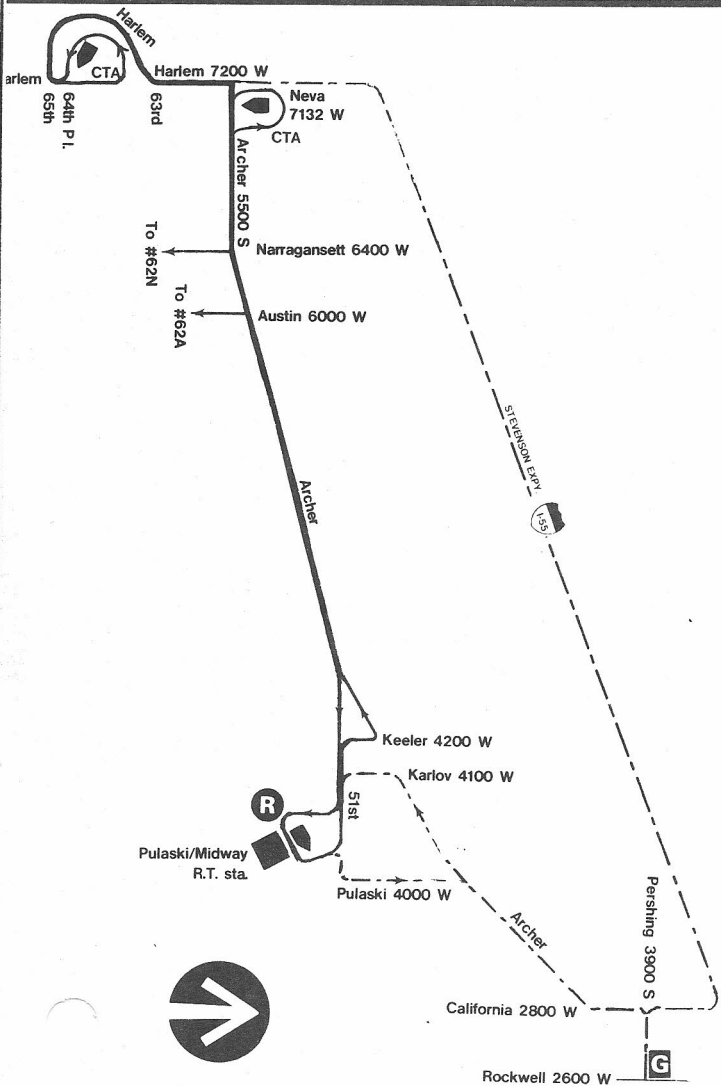 Harlem
CTA
arlem
65th
64th Pl.
63rd
Harlem 7200 W
Neva
7132 W
CTA
Archer 5500 S
To #62N
Narragansett 6400 W
To #62A
Austin 6000 W
STEVENSON EXPY.
I-55
Archer
Keeler 4200 W
Karlov 4100 W
51st
R
Pulaski/Midway
R.T. sta.
Pulaski 4000 W
Archer
Pershing 3900 S
California 2800 W
G
Rockwell 2600 W